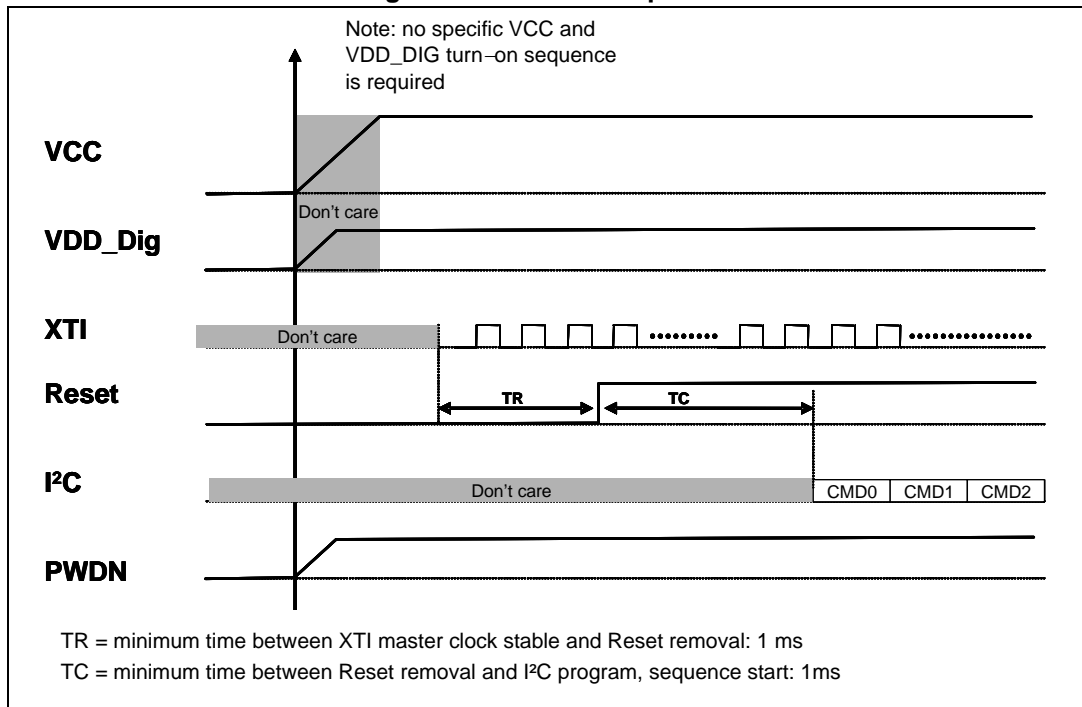 Note: no specific VCC and
VDD_DIG turn–on sequence
is required
VCC
Don't care
VDD_Dig
XTI
Don't care
Reset
TR
TC
I²C
Don't care
CMD0 CMD1 CMD2
PWDN
TR = minimum time between XTI master clock stable and Reset removal: 1 ms
TC = minimum time between Reset removal and I²C program, sequence start: 1ms